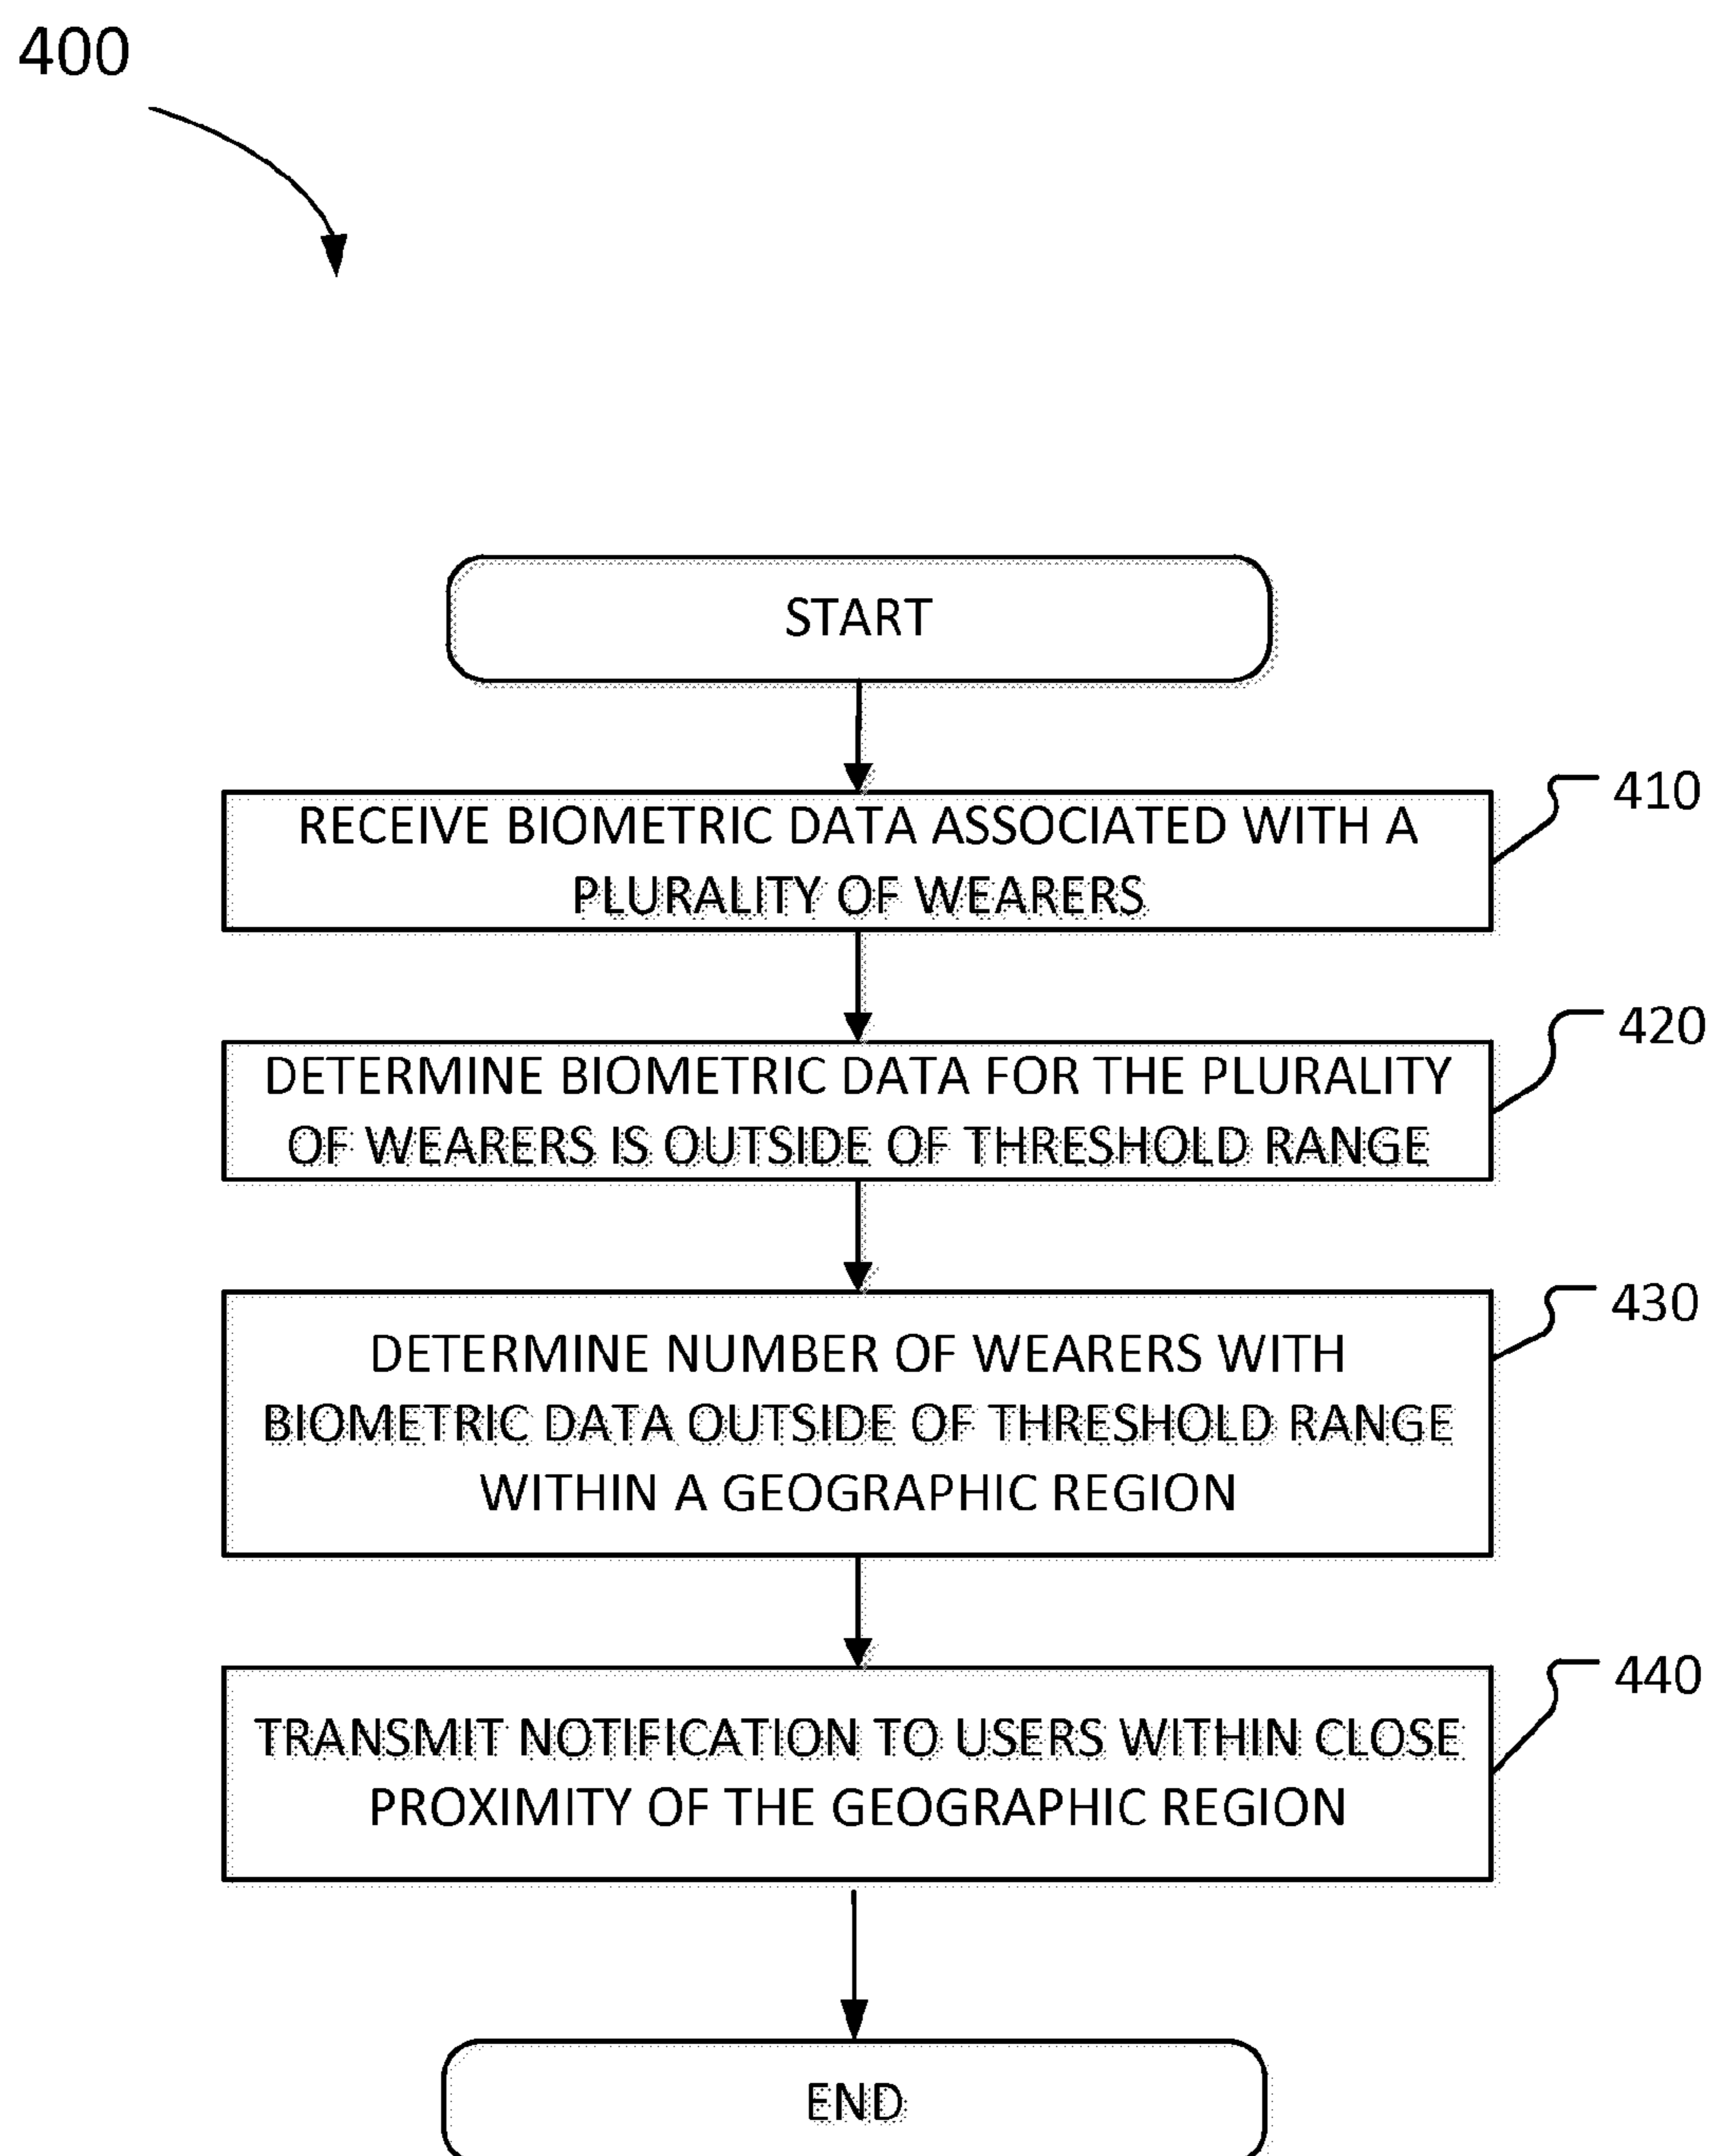 400
START
410
RECEIVE BIOMETRIC DATA ASSOCIATED WITH A
PLURALITY OF WEARERS
420
DETERMINE BIOMETRIC DATA FOR THE PLURALITY
OF WEARERS IS OUTSIDE OF THRESHOLD RANGE
430
DETERMINE NUMBER OF WEARERS WITH
BIOMETRIC DATA OUTSIDE OF THRESHOLD RANGE
WITHIN A GEOGRAPHIC REGION
440
TRANSMIT NOTIFICATION TO USERS WITHIN CLOSE
PROXIMITY OF THE GEOGRAPHIC REGION
END